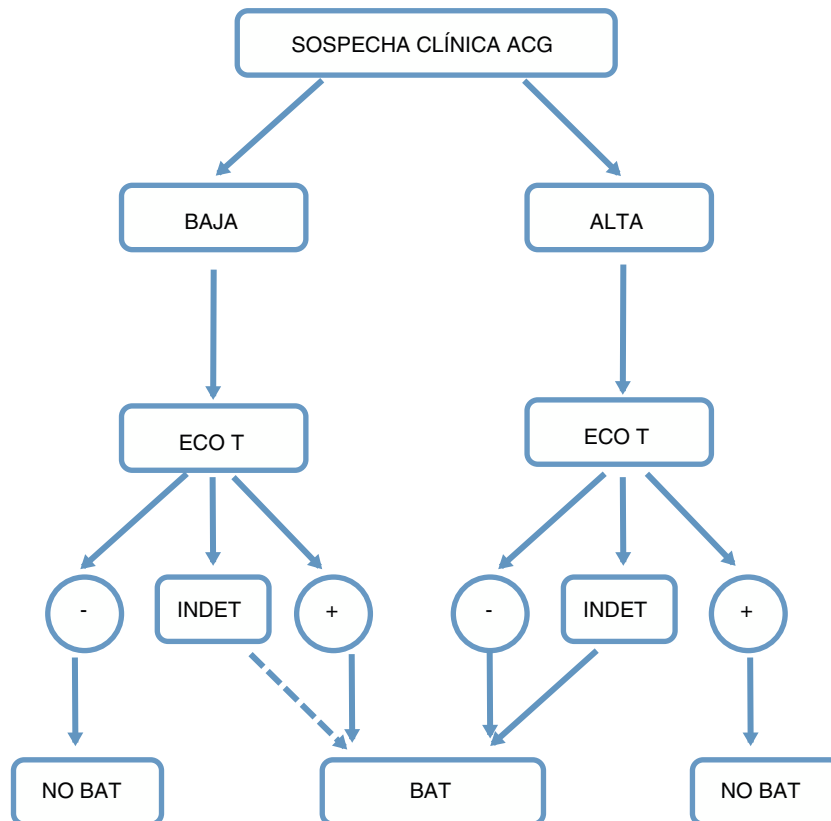 SOSPECHA CLÍNICA ACG
BAJA
ALTA
ECO T
ECO T
-
INDET
+
-
INDET
+
NO BAT
BAT
NO BAT